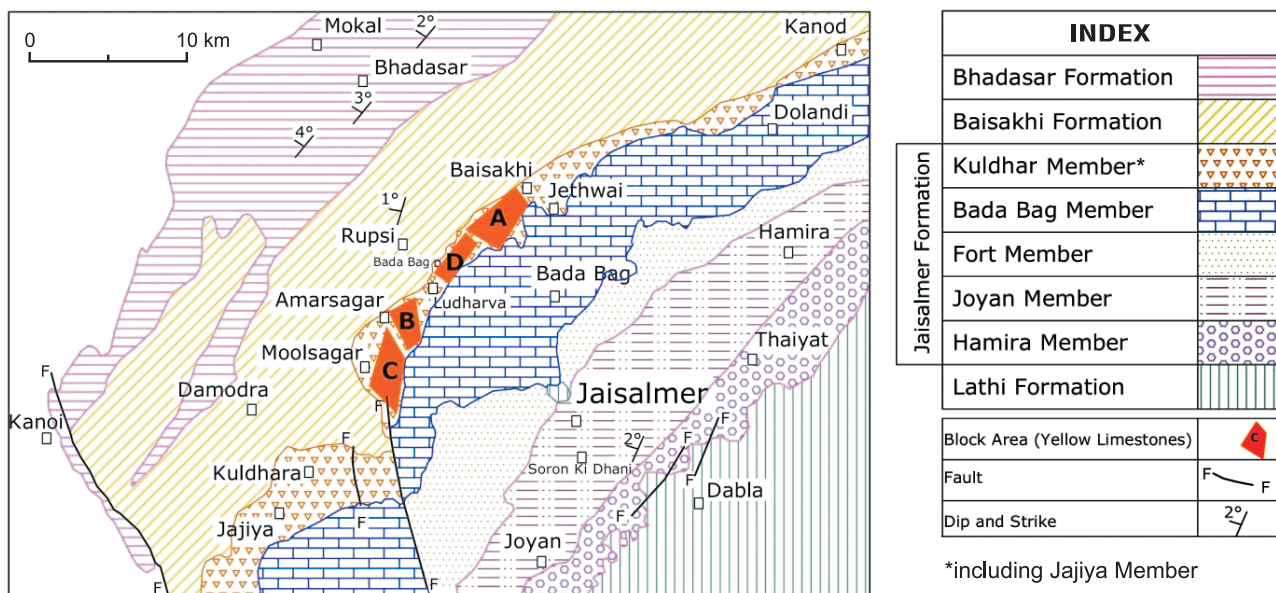 0 10 km
Mokal
2°
Kanod
Bhadasar
3°
Dolandi
4°
Baisakhi
Jethwai
1°
A
Rupsi
Hamira
Bada Bag
D
Bada Bag
Ludharva
Amarsagar
B
Thaiyat
Moolsagar
C
F
Damodra
Jaisalmer
F
Kanoi
F
F
2°
F
Kuldhara
Soron Ki Dhani
F
Dabla
Jajiya
F
F
Joyan
F
F
INDEX
Bhadasar Formation
Baisakhi Formation
Jaisalmer Formation
Kuldhar Member*
Bada Bag Member
Fort Member
Joyan Member
Hamira Member
Lathi Formation
Block Area (Yellow Limestones) C
Fault F F
Dip and Strike 2°
*including Jajiya Member